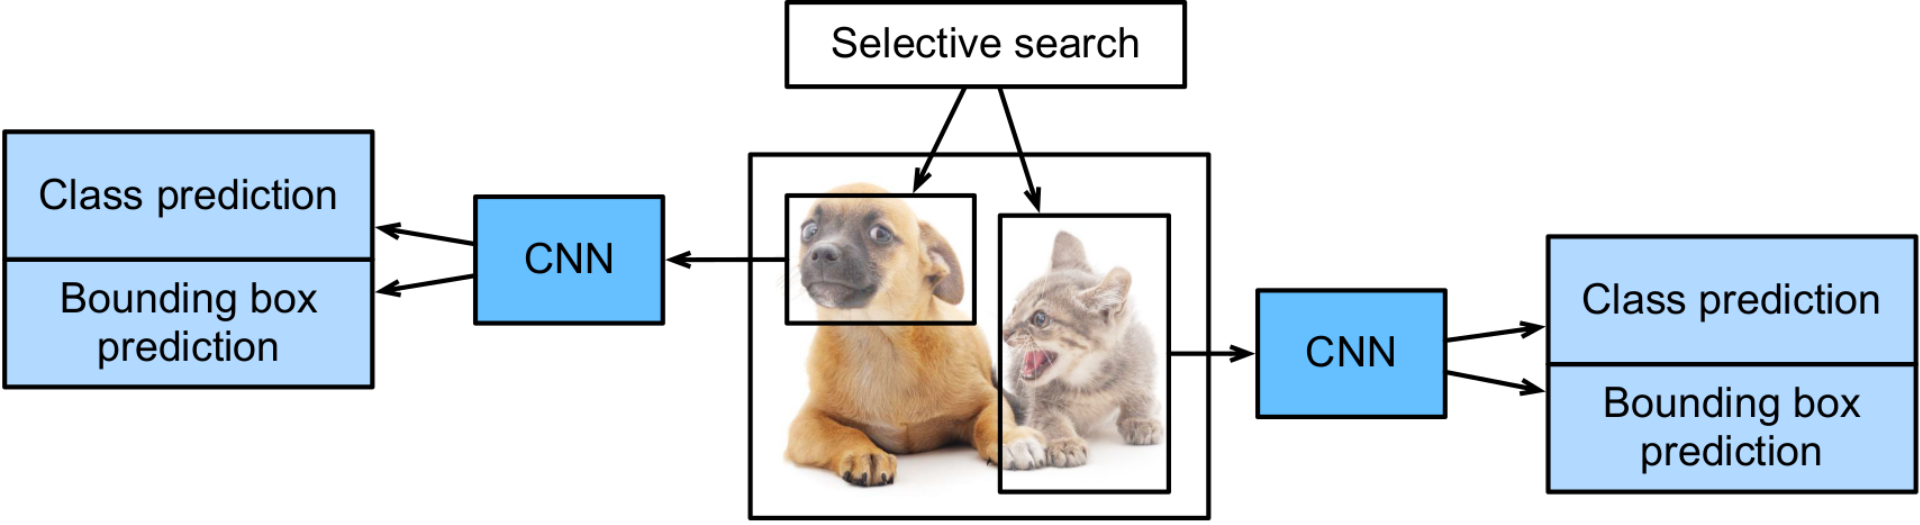 Selective search
Class prediction
Bounding box
prediction
CNN
CNN
Class prediction
Bounding box
prediction